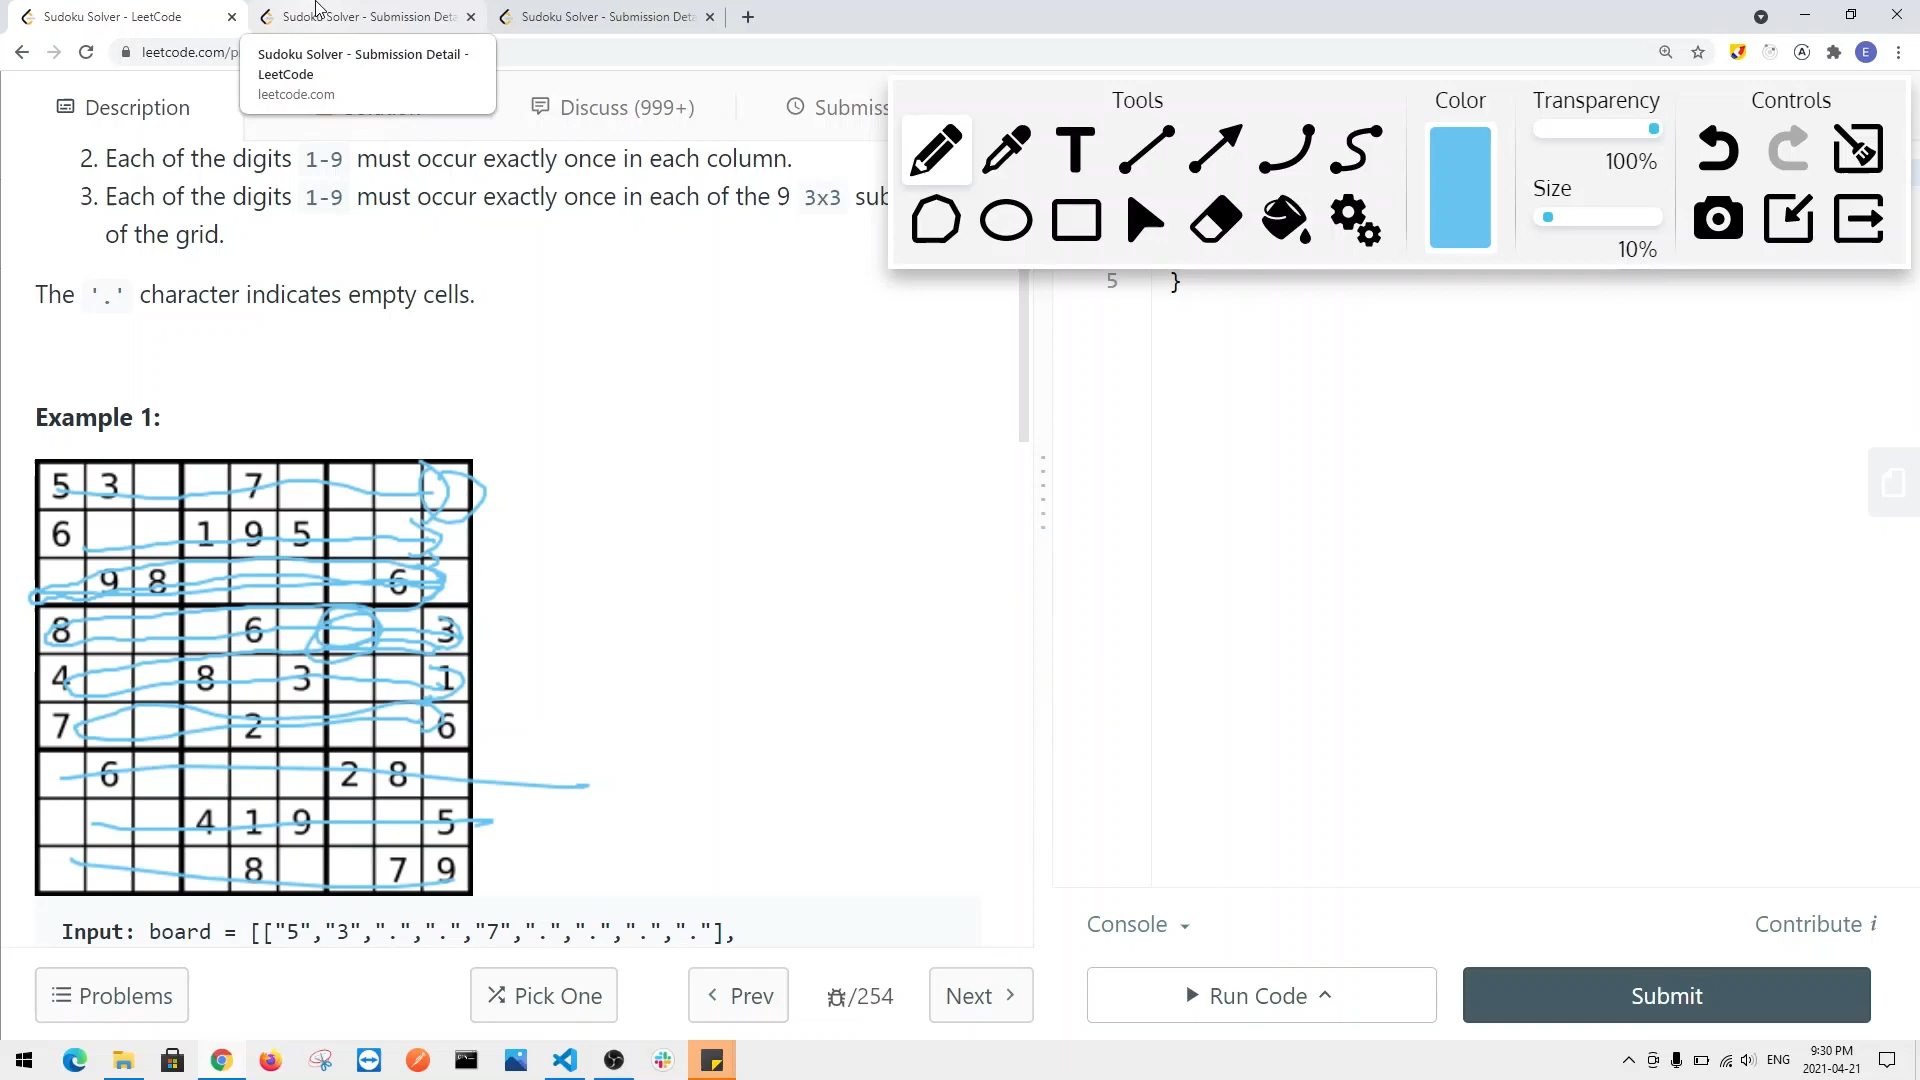 Sudoku Solver - LeetCode
Sudoku Solver - Submission Deta
Sudoku Solver - Submission Deta
leetcode.com/p
E
Sudoku Solver - Submission Detail -
LeetCode
leetcode.com
Description
Discuss (999+)
Submiss
2. Each of the digits 1-9 must occur exactly once in each column.
3. Each of the digits 1-9 must occur exactly once in each of the 9 3x3 sub
of the grid.
The '.' character indicates empty cells.
Example 1:
5 3 7
6 1 9 5
9 8 6
8 6 3
4 8 3 1
7 2 6
6 2 8
4 1 9 5
8 7 9
Input: board = [["5","3",".",".","7",".",".",".","."],
Problems
Pick One
Prev
/254
Next
Tools
Color
Transparency
100%
Size
10%
Controls
5 }
Console
Contribute i
Run Code
Submit
ENG
9:30 PM
2021-04-21